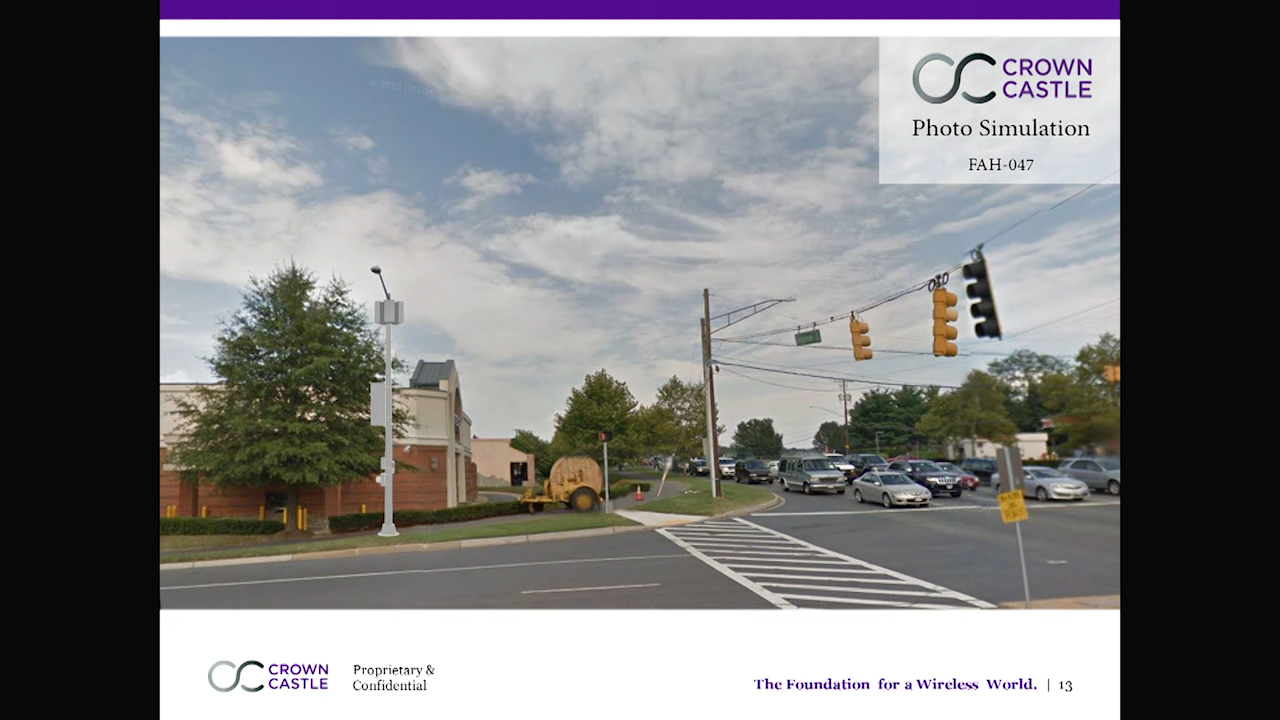 CROWN
CASTLE
Photo Simulation
FAH-047
CROWN
CASTLE
Proprietary &
Confidential
The Foundation for a Wireless World. | 13